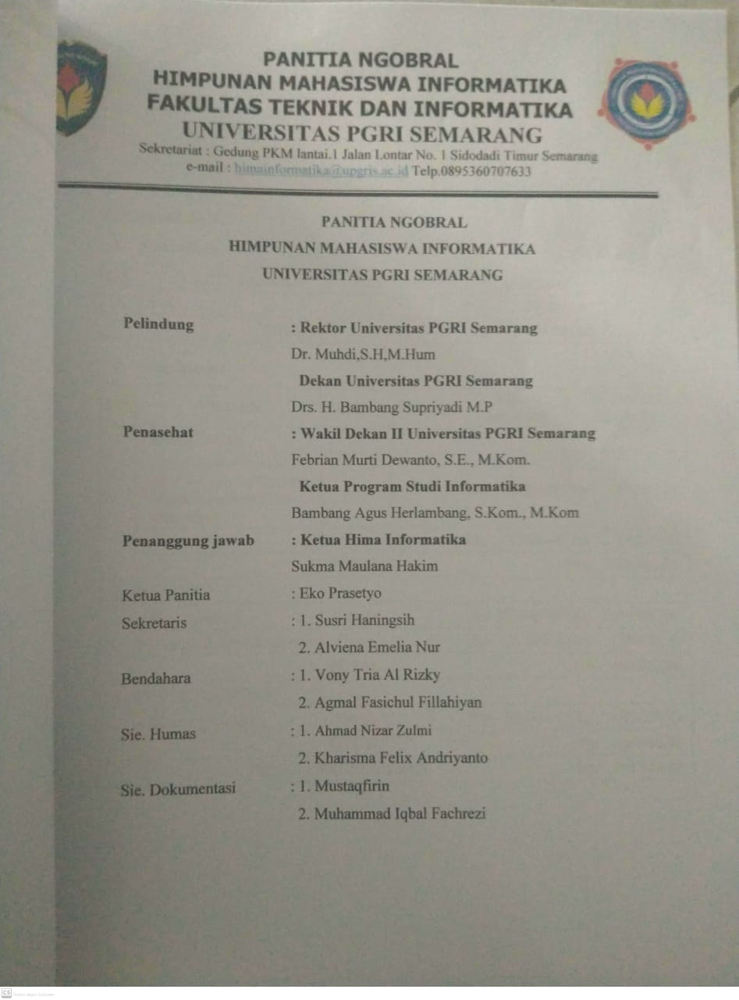 PANITIA NGOBRAL
HIMPUNAN MAHASISWA INFORMATIKA
FAKULTAS TEKNIK DAN INFORMATIKA
UNIVERSITAS PGRI SEMARANG
Sekretariat : Gedung PKM lantai.1 Jalan Lontar No. 1 Sidodadi Timur Semarang
e-mail : himainformatika@upgris.ac.id Telp.0895360707633
PANITIA NGOBRAL
HIMPUNAN MAHASISWA INFORMATIKA
UNIVERSITAS PGRI SEMARANG
Pelindung : Rektor Universitas PGRI Semarang
Dr. Muhdi,S.H,M.Hum
Dekan Universitas PGRI Semarang
Drs. H. Bambang Supriyadi M.P
Penasehat : Wakil Dekan II Universitas PGRI Semarang
Febrian Murti Dewanto, S.E., M.Kom.
Ketua Program Studi Informatika
Bambang Agus Herlambang, S.Kom., M.Kom
Penanggung jawab : Ketua Hima Informatika
Sukma Maulana Hakim
Ketua Panitia : Eko Prasetyo
Sekretaris : 1. Susri Haningsih
2. Alviena Emelia Nur
Bendahara : 1. Vony Tria Al Rizky
2. Agmal Fasichul Fillahiyan
Sie. Humas : 1. Ahmad Nizar Zulmi
2. Kharisma Felix Andriyanto
Sie. Dokumentasi : 1. Mustaqfirin
2. Muhammad Iqbal Fachrezi
CS